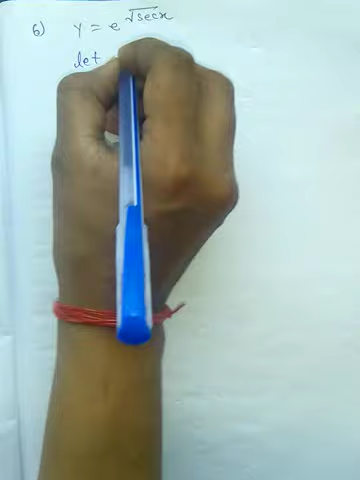 6) y = e^√secx
let